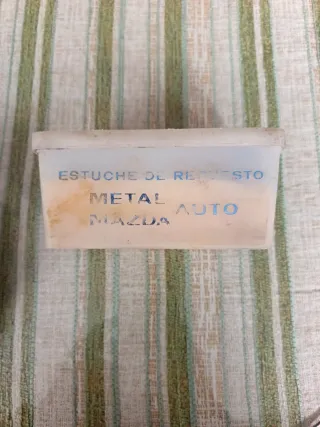 ESTUCHE DE REPUESTO
METAL
MAZDA AUTO